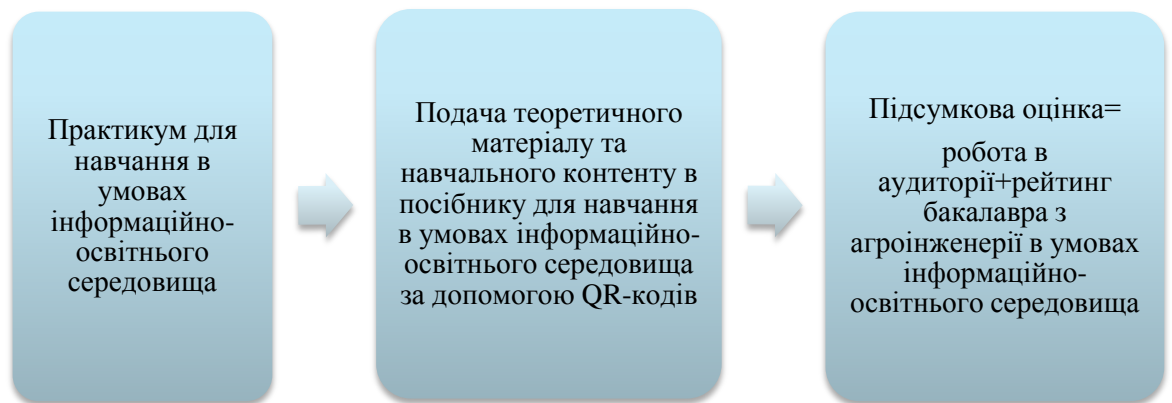 Практикум для
навчання в
умовах
інформаційно-
освітнього
середовища
Подача теоретичного
матеріалу та
навчального контенту в
посібнику для навчання
в умовах інформаційно-
освітнього середовища
за допомогою QR-кодів
Підсумкова оцінка=
робота в
аудиторії+рейтинг
бакалавра з
агроінженерії в умовах
інформаційно-
освітнього середовища